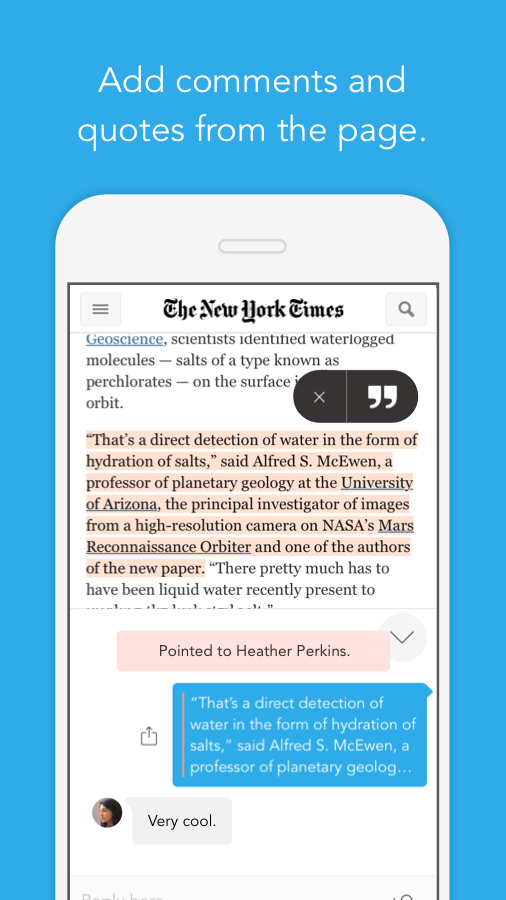 Add comments and
quotes from the page.
The New York Times
Geoscience, scientists identified waterlogged
molecules — salts of a type known as
perchlorates — on the surface
orbit.
“That’s a direct detection of water in the form of
hydration of salts,” said Alfred S. McEwen, a
professor of planetary geology at the University
of Arizona, the principal investigator of images
from a high-resolution camera on NASA’s Mars
Reconnaissance Orbiter and one of the authors
of the new paper. “There pretty much has to
have been liquid water recently present to
Pointed to Heather Perkins.
“That’s a direct detection of
water in the form of hydration of
salts,” said Alfred S. McEwen, a
professor of planetary geolog...
Very cool.
Reply here